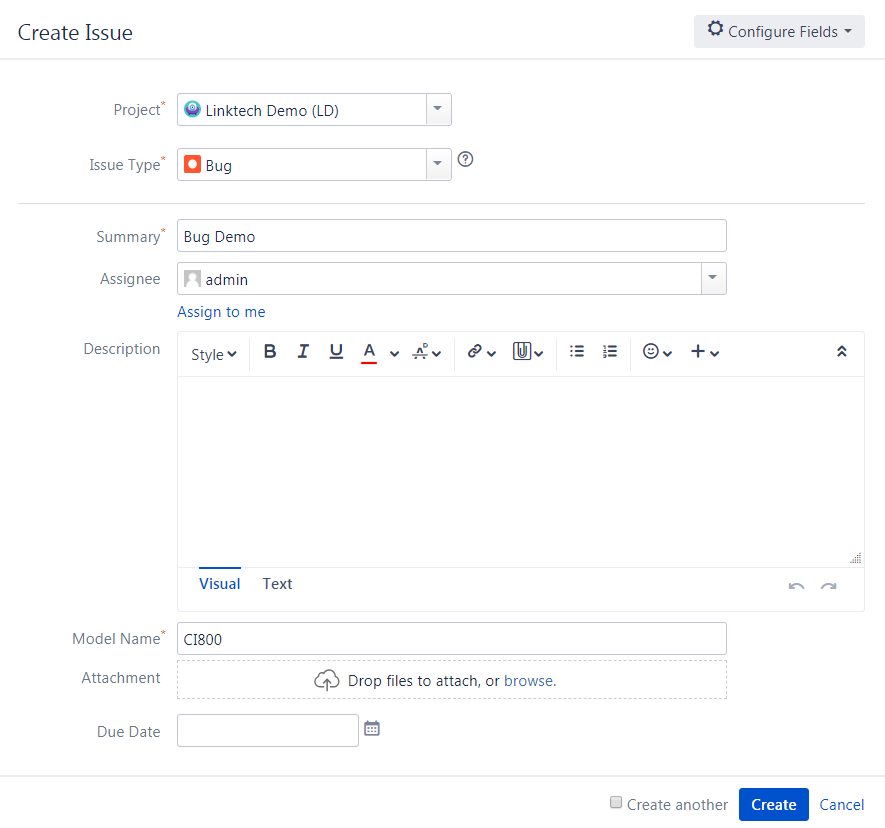 Create Issue
Configure Fields
Project* Linktech Demo (LD)
Issue Type* Bug
Summary* Bug Demo
Assignee admin
Assign to me
Description Style B I U A
Visual Text
Model Name* CI800
Attachment Drop files to attach, or browse.
Due Date
Create another Create Cancel